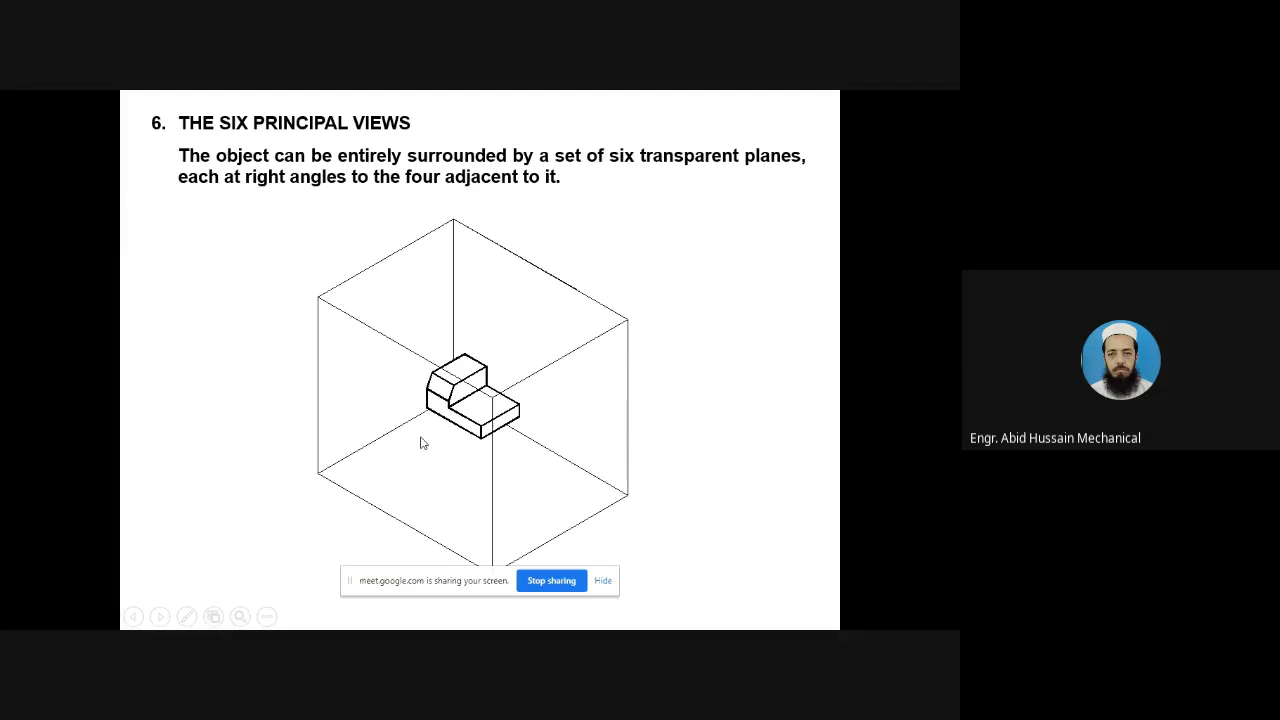 6. THE SIX PRINCIPAL VIEWS
The object can be entirely surrounded by a set of six transparent planes,
each at right angles to the four adjacent to it.
Engr. Abid Hussain Mechanical
meet.google.com is sharing your screen. Stop sharing Hide